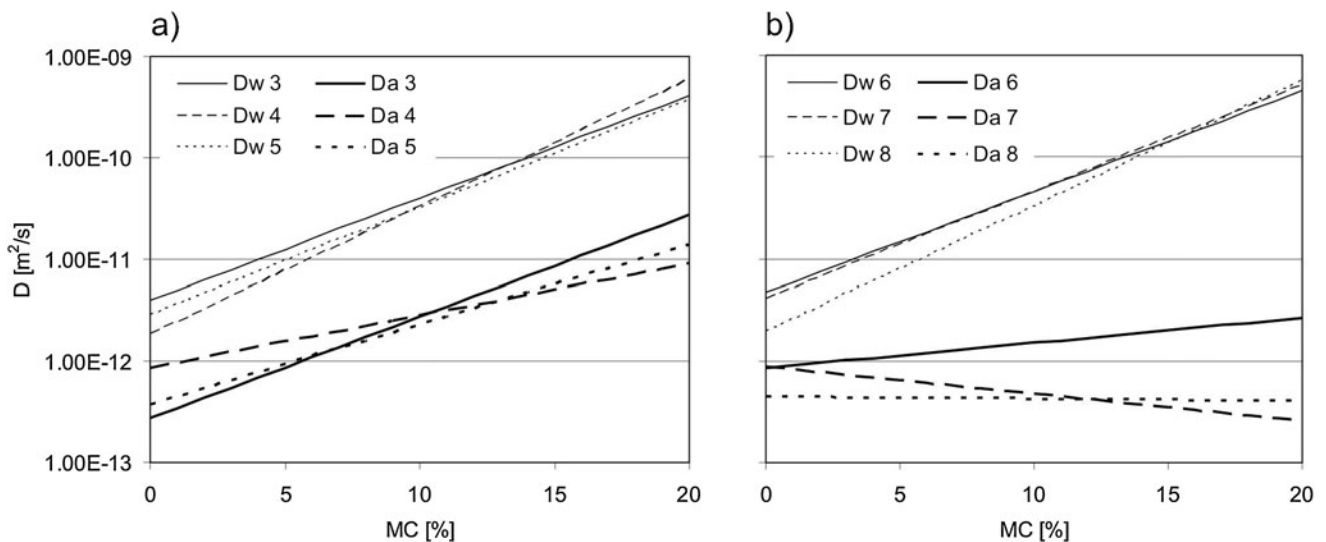 a)
1.00E-09
1.00E-10
1.00E-11
1.00E-12
1.00E-13
D [m²/s]
Dw 3 Da 3
Dw 4 Da 4
Dw 5 Da 5
0 5 10 15 20
MC [%]
b)
Dw 6 Da 6
Dw 7 Da 7
Dw 8 Da 8
0 5 10 15 20
MC [%]